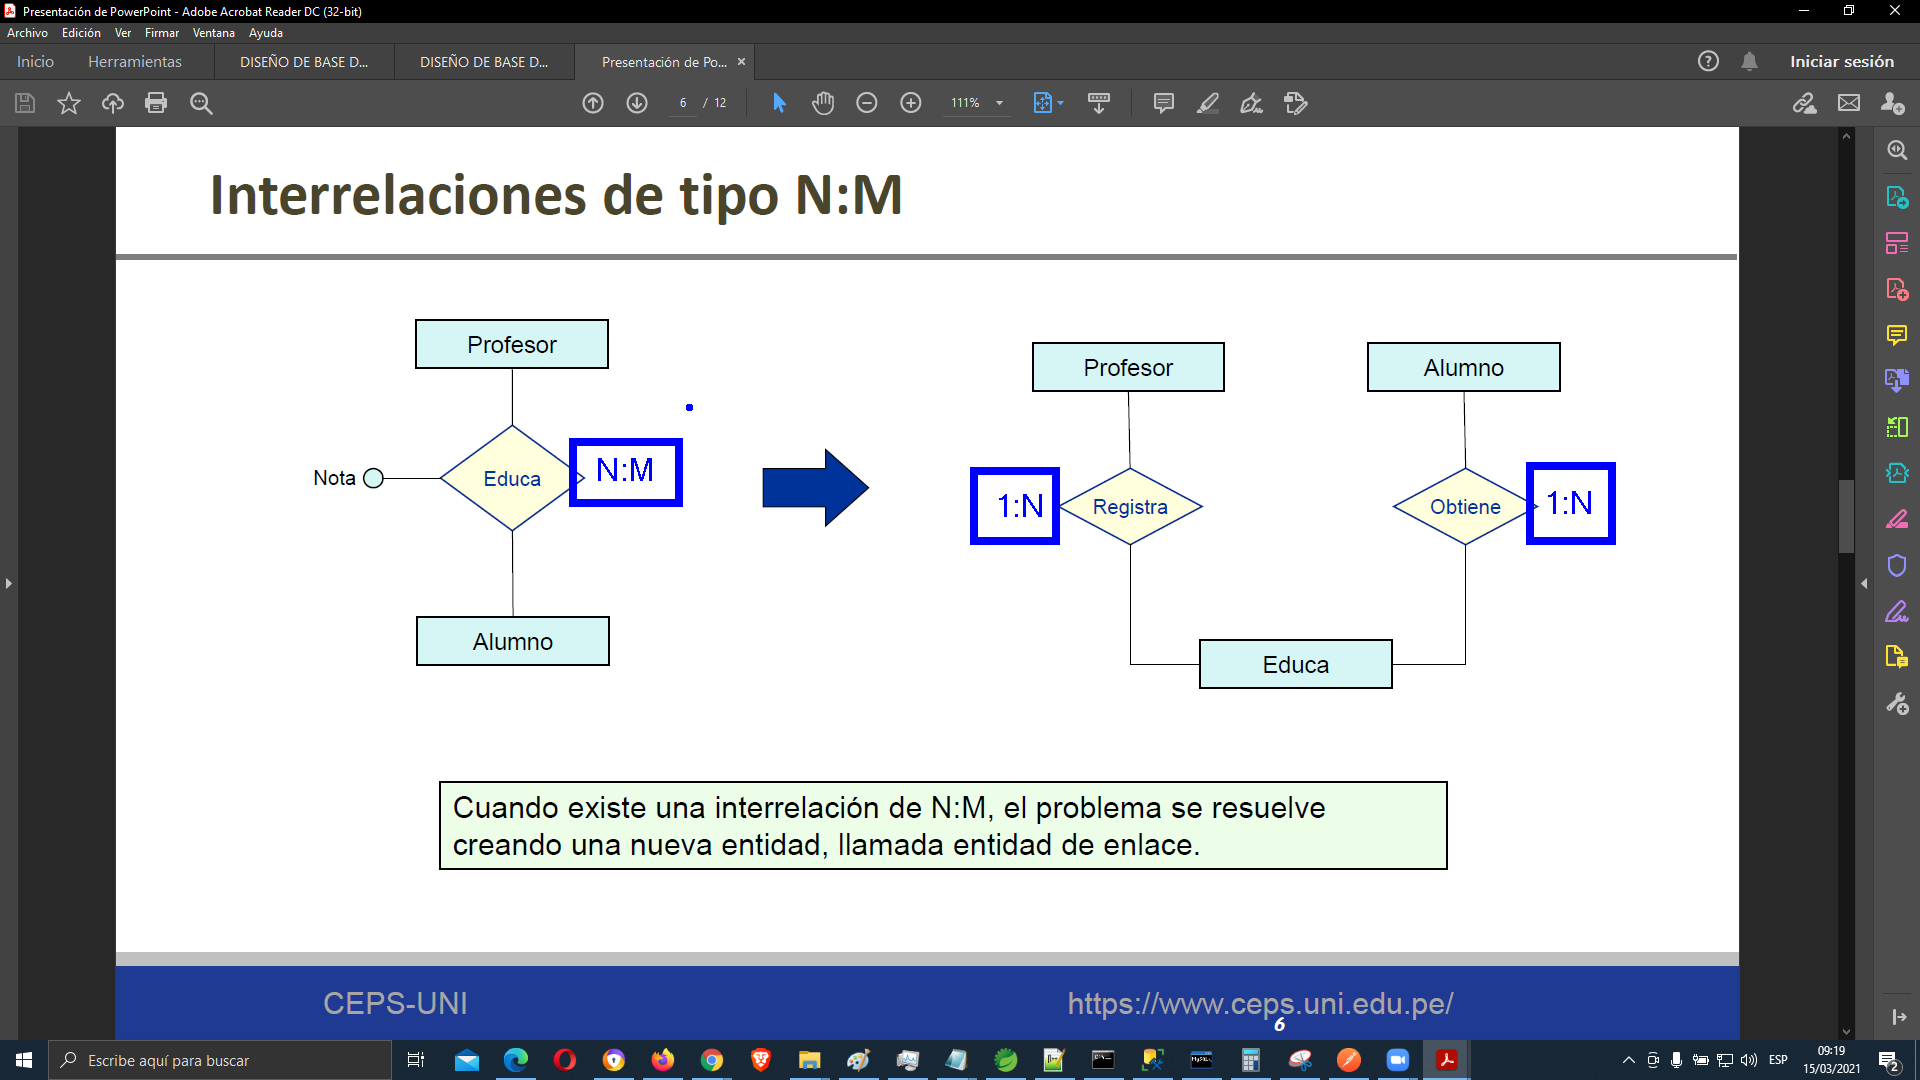 Presentación de PowerPoint - Adobe Acrobat Reader DC (32-bit)
Archivo Edición Ver Firmar Ventana Ayuda
Inicio Herramientas DISEÑO DE BASE D... DISEÑO DE BASE D... Presentación de Po... × Iniciar sesión
6 / 12 111%
Interrelaciones de tipo N:M
Profesor
Nota
Educa
N:M
Alumno
Profesor
Alumno
1:N
Registra
Obtiene
1:N
Educa
Cuando existe una interrelación de N:M, el problema se resuelve
creando una nueva entidad, llamada entidad de enlace.
CEPS-UNI
https://www.ceps.uni.edu.pe/
6
Escribe aquí para buscar
ESP
09:19
15/03/2021
2